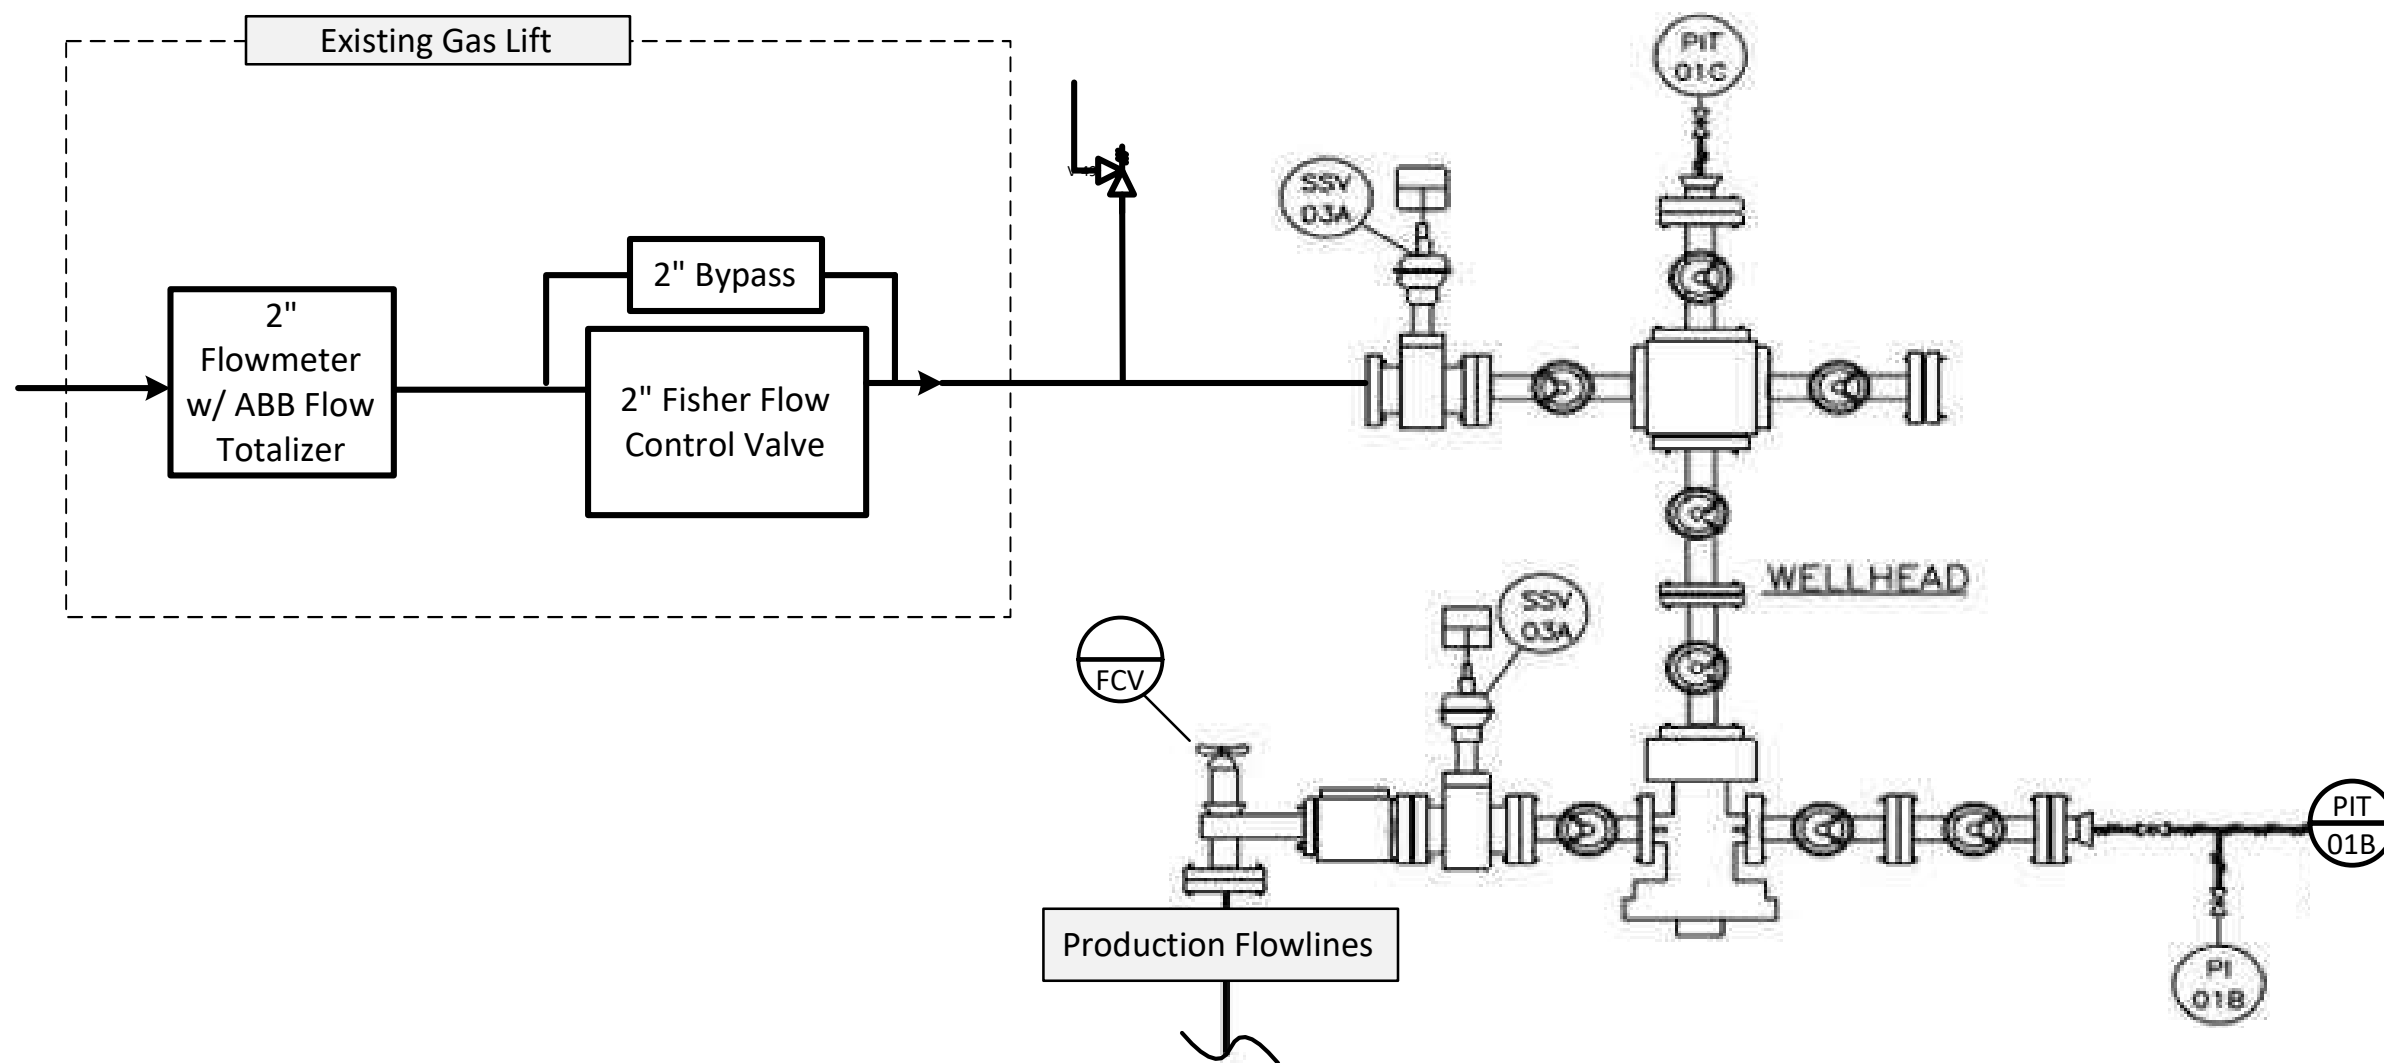 Existing Gas Lift
PIT
01C
SSV
03A
2" Bypass
2"
Flowmeter
w/ ABB Flow
Totalizer
2" Fisher Flow
Control Valve
WELLHEAD
SSV
03A
FCV
PIT
01B
Production Flowlines
PI
01B